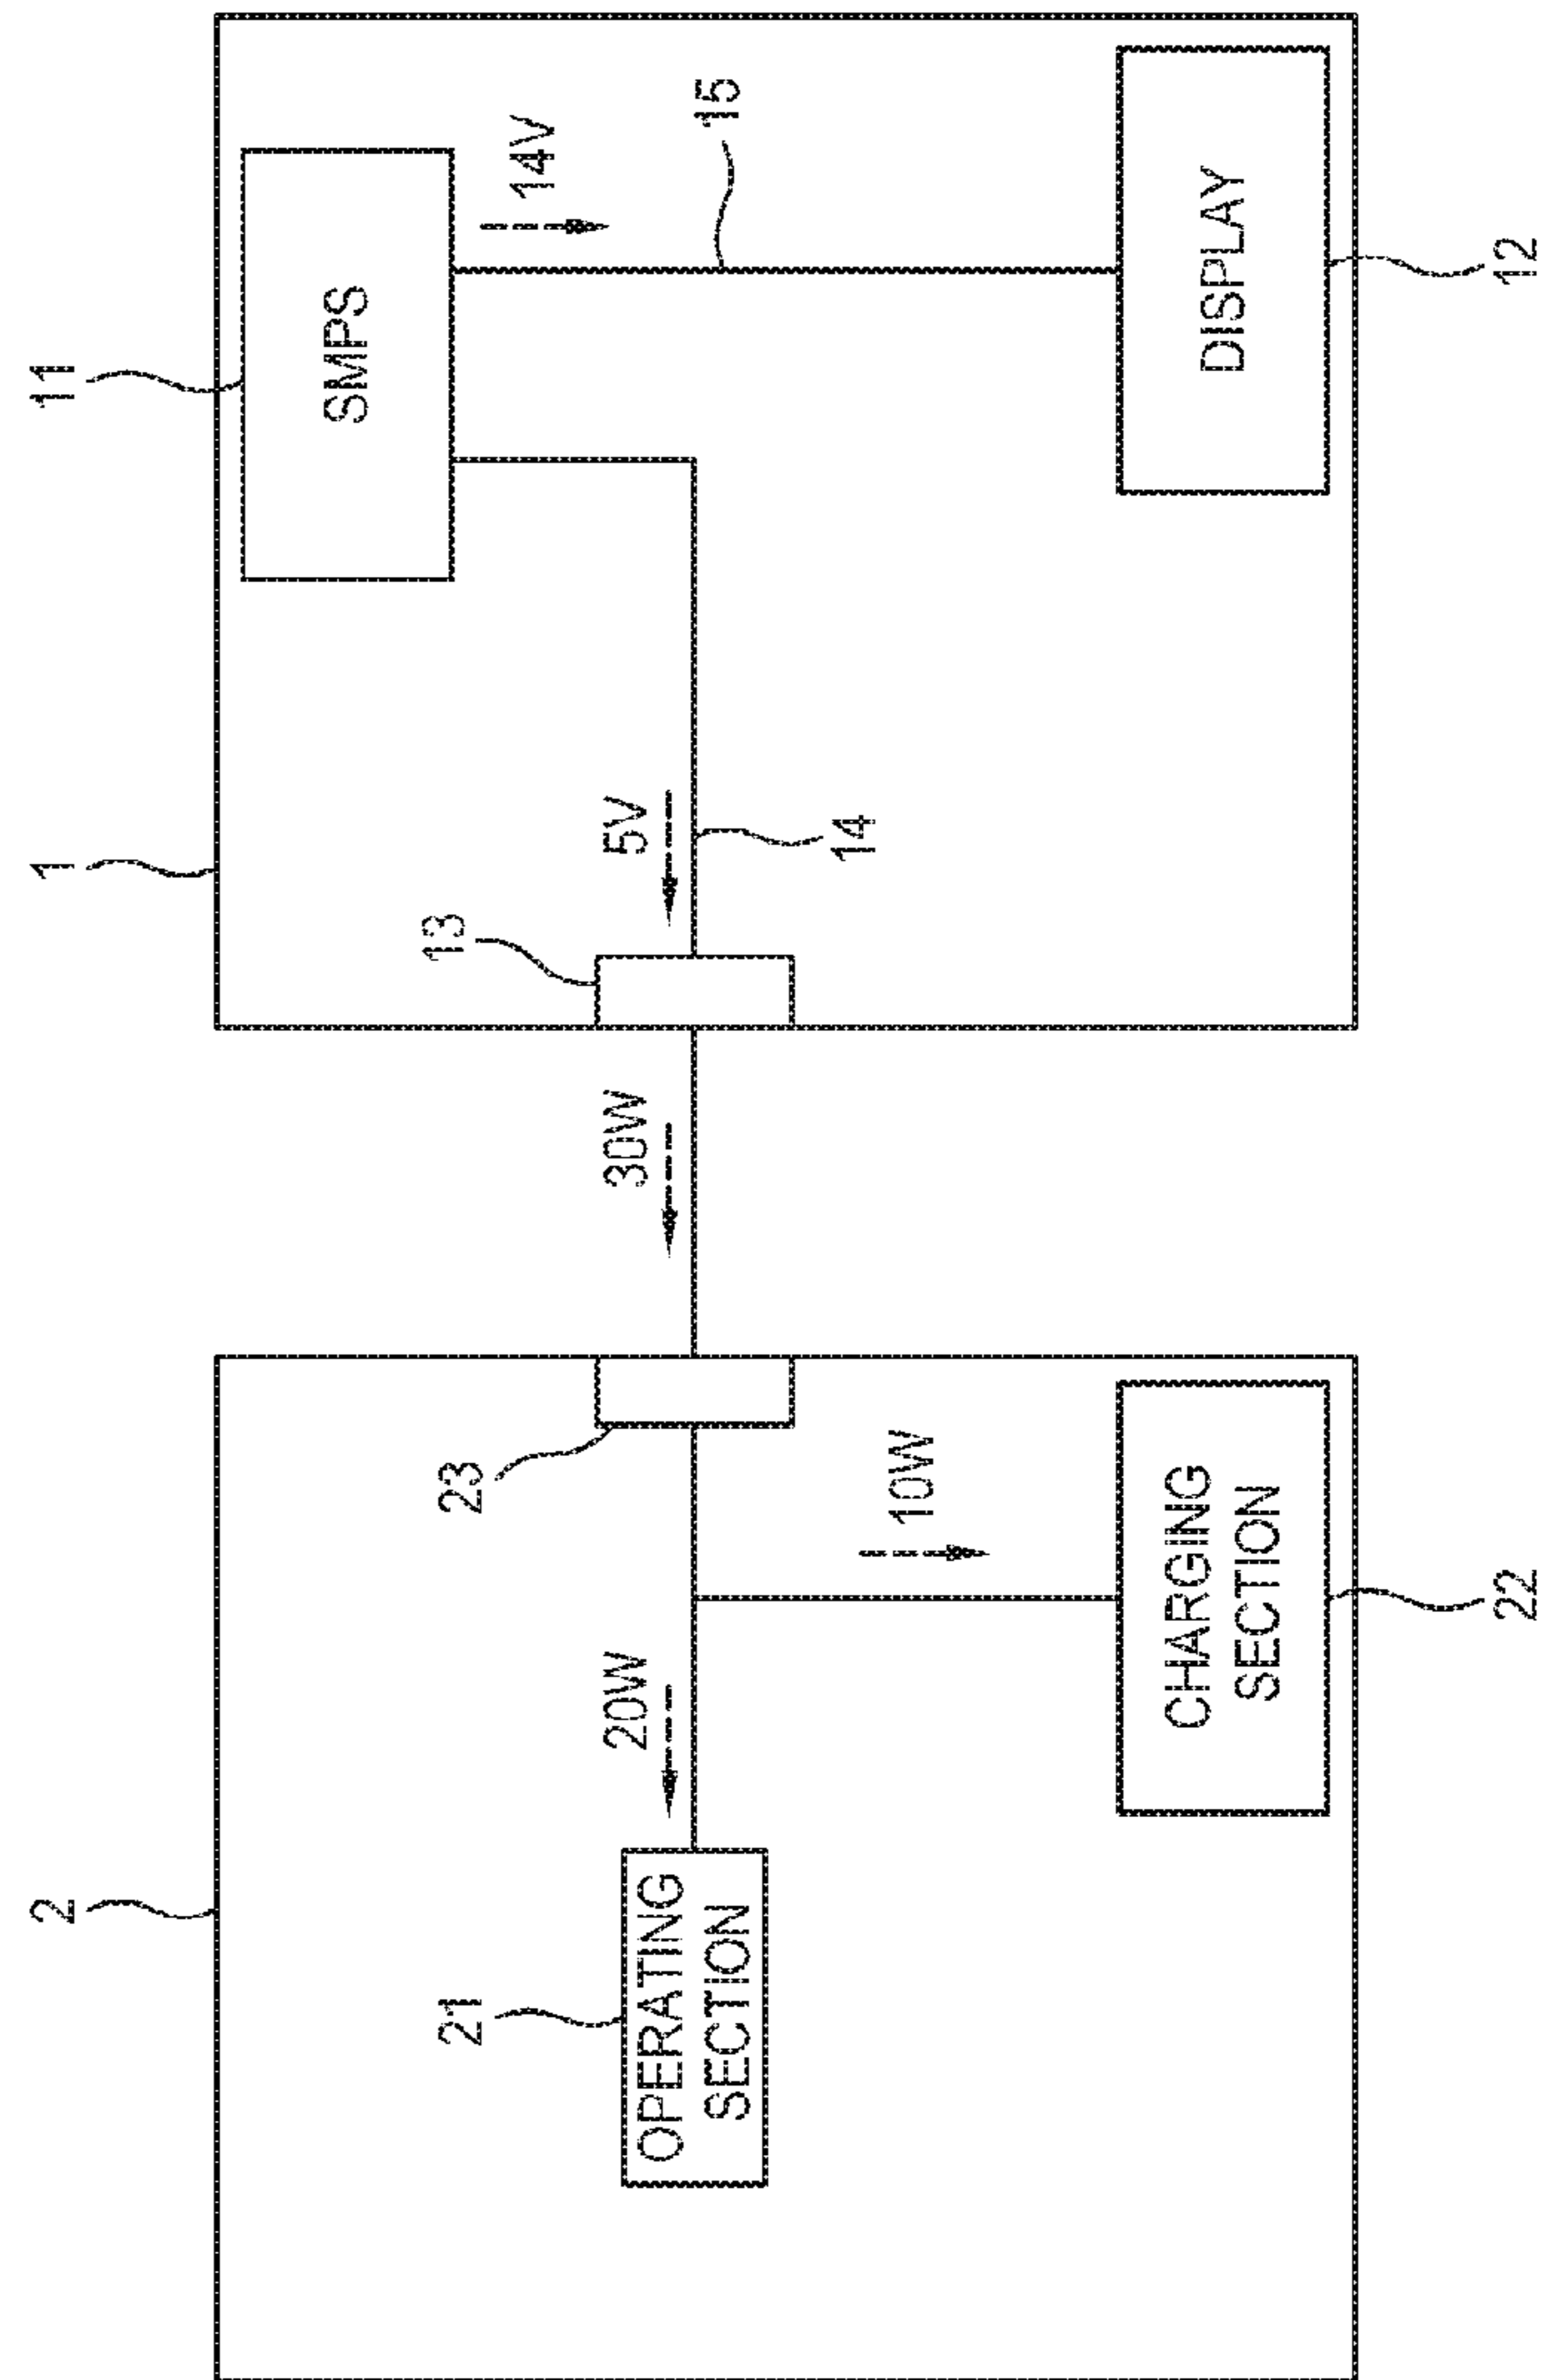 2
1
11
SMPS
14V
15
5V
14
13
30W
20W
21
OPERATING
SECTION
23
10W
CHARGING
SECTION
22
DISPLAY
12